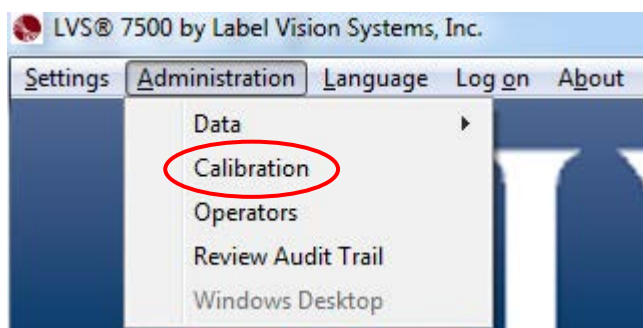 LVS® 7500 by Label Vision Systems, Inc.
Settings Administration Language Log on About
Data
Calibration
Operators
Review Audit Trail
Windows Desktop